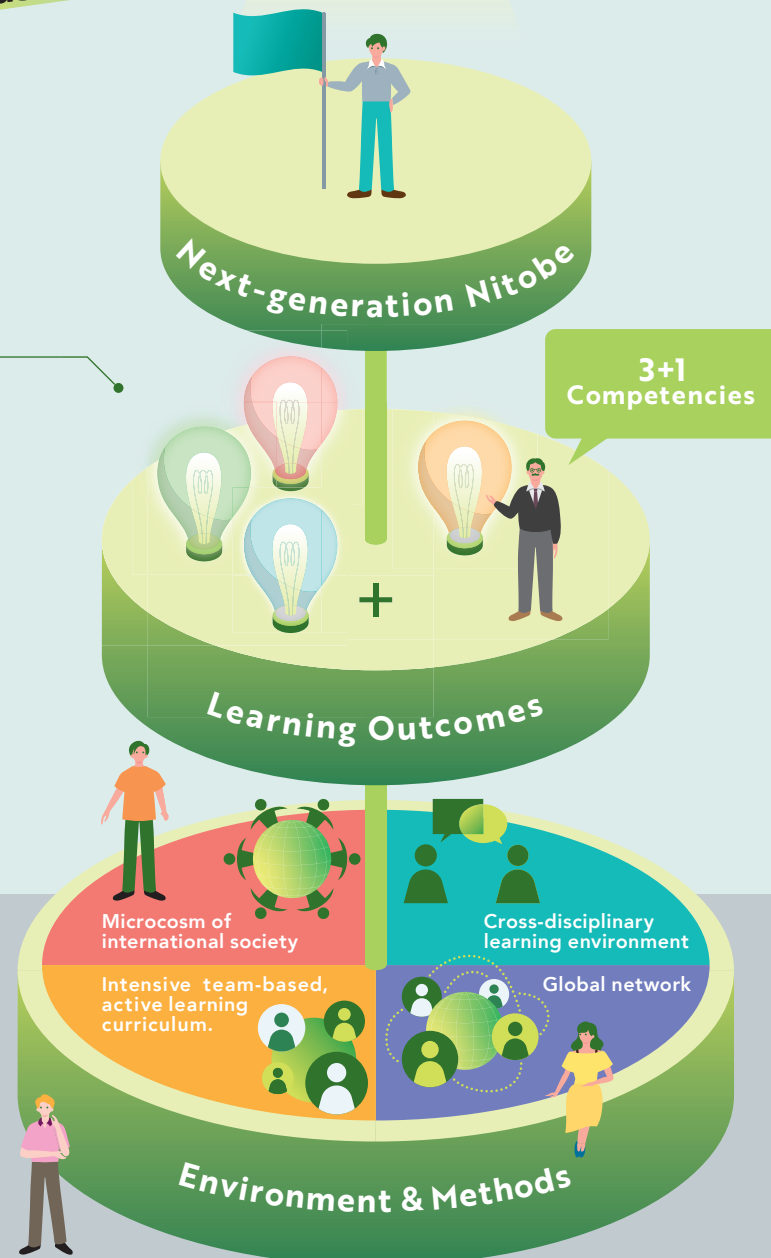 Next-generation Nitobe
3+1
Competencies
Learning Outcomes
Microcosm of
international society
Cross-disciplinary
learning environment
Intensive team-based,
active learning
curriculum.
Global network
Environment & Methods